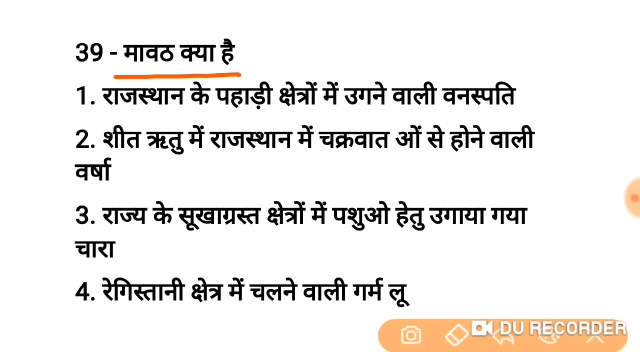 39 - मावठ क्या है
1. राजस्थान के पहाड़ी क्षेत्रों में उगने वाली वनस्पति
2. शीत ऋतु में राजस्थान में चक्रवात ओं से होने वाली
वर्षा
3. राज्य के सूखाग्रस्त क्षेत्रों में पशुओ हेतु उगाया गया
चारा
4. रेगिस्तानी क्षेत्र में चलने वाली गर्म लू
DU RECORDER